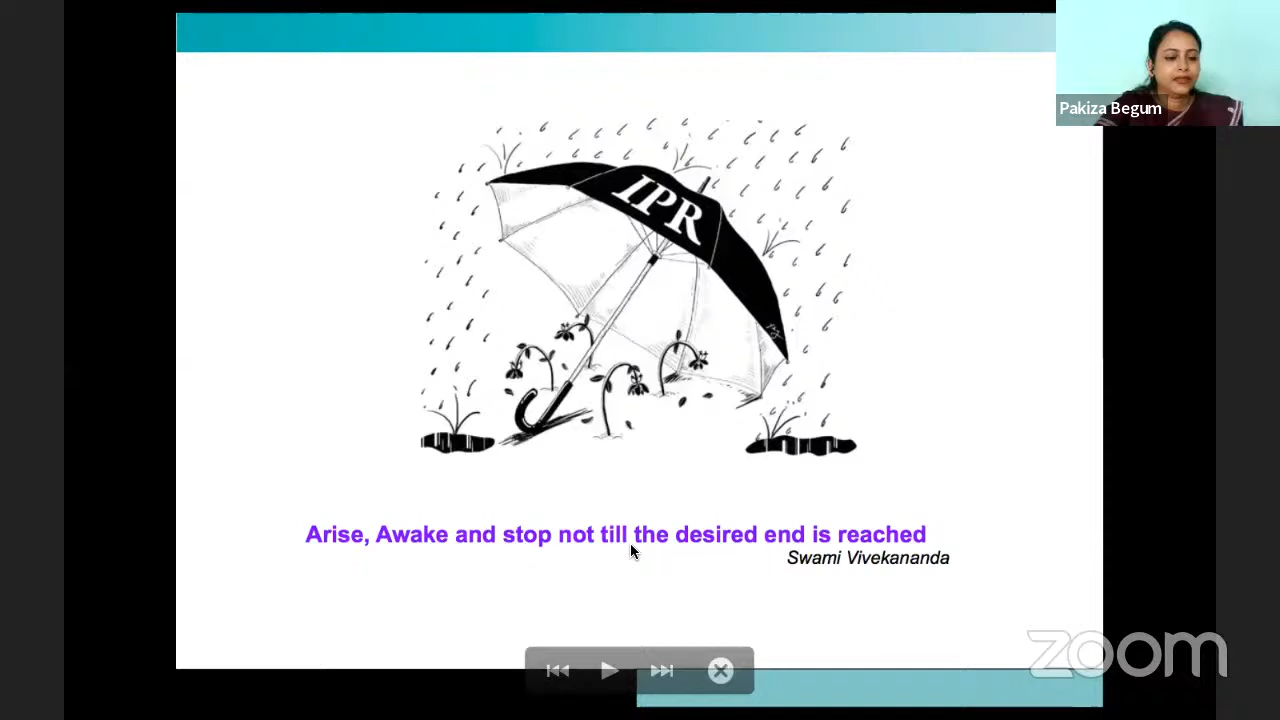 Pakiza Begum
IPR
Arise, Awake and stop not till the desired end is reached
Swami Vivekananda
zoom